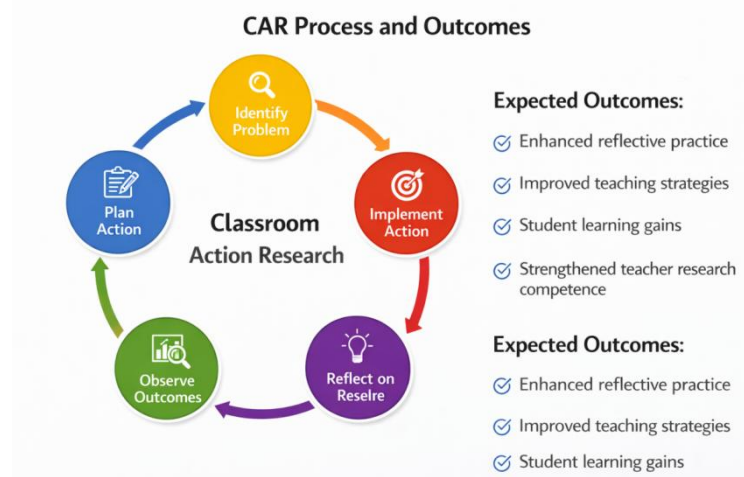 CAR Process and Outcomes
Identify
Problem
Implement
Action
Reflect on
Reselre
Observe
Outcomes
Plan
Action
Classroom
Action Research
Expected Outcomes:
Enhanced reflective practice
Improved teaching strategies
Student learning gains
Strengthened teacher research
competence
Expected Outcomes:
Enhanced reflective practice
Improved teaching strategies
Student learning gains